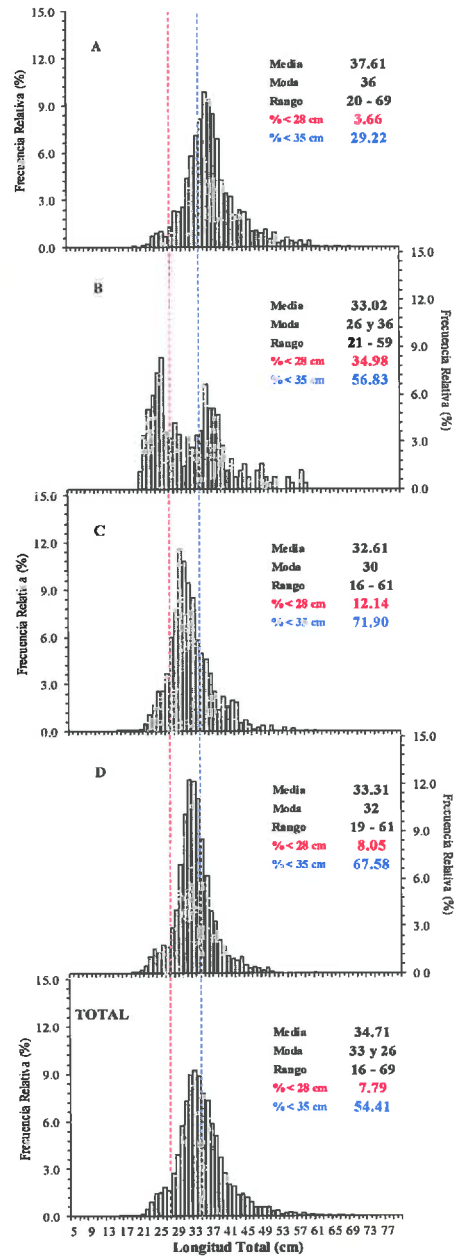 15.0
12.0
9.0
6.0
3.0
0.0
Frecuencia Relativa (%)
A
Media 37.61
Moda 36
Rango 20 - 69
% < 28 cm 3.66
% < 35 cm 29.22
15.0
12.0
9.0
6.0
3.0
0.0
Frecuencia Relativa (%)
B
Media 33.02
Moda 26 y 36
Rango 21 - 59
% < 28 cm 34.98
% < 35 cm 56.83
15.0
12.0
9.0
6.0
3.0
0.0
Frecuencia Relativa (%)
C
Media 32.61
Moda 30
Rango 16 - 61
% < 28 cm 12.14
% < 35 cm 71.90
15.0
12.0
9.0
6.0
3.0
0.0
Frecuencia Relativa (%)
D
Media 33.31
Moda 32
Rango 19 - 61
% < 28 cm 8.05
% < 35 cm 67.58
15.0
12.0
9.0
6.0
3.0
0.0
Frecuencia Relativa (%)
TOTAL
Media 34.71
Moda 33 y 26
Rango 16 - 69
% < 28 cm 7.79
% < 35 cm 54.41
5 9 13 17 21 25 29 33 37 41 45 49 53 57 61 65 69 73 77
Longitud Total (cm)